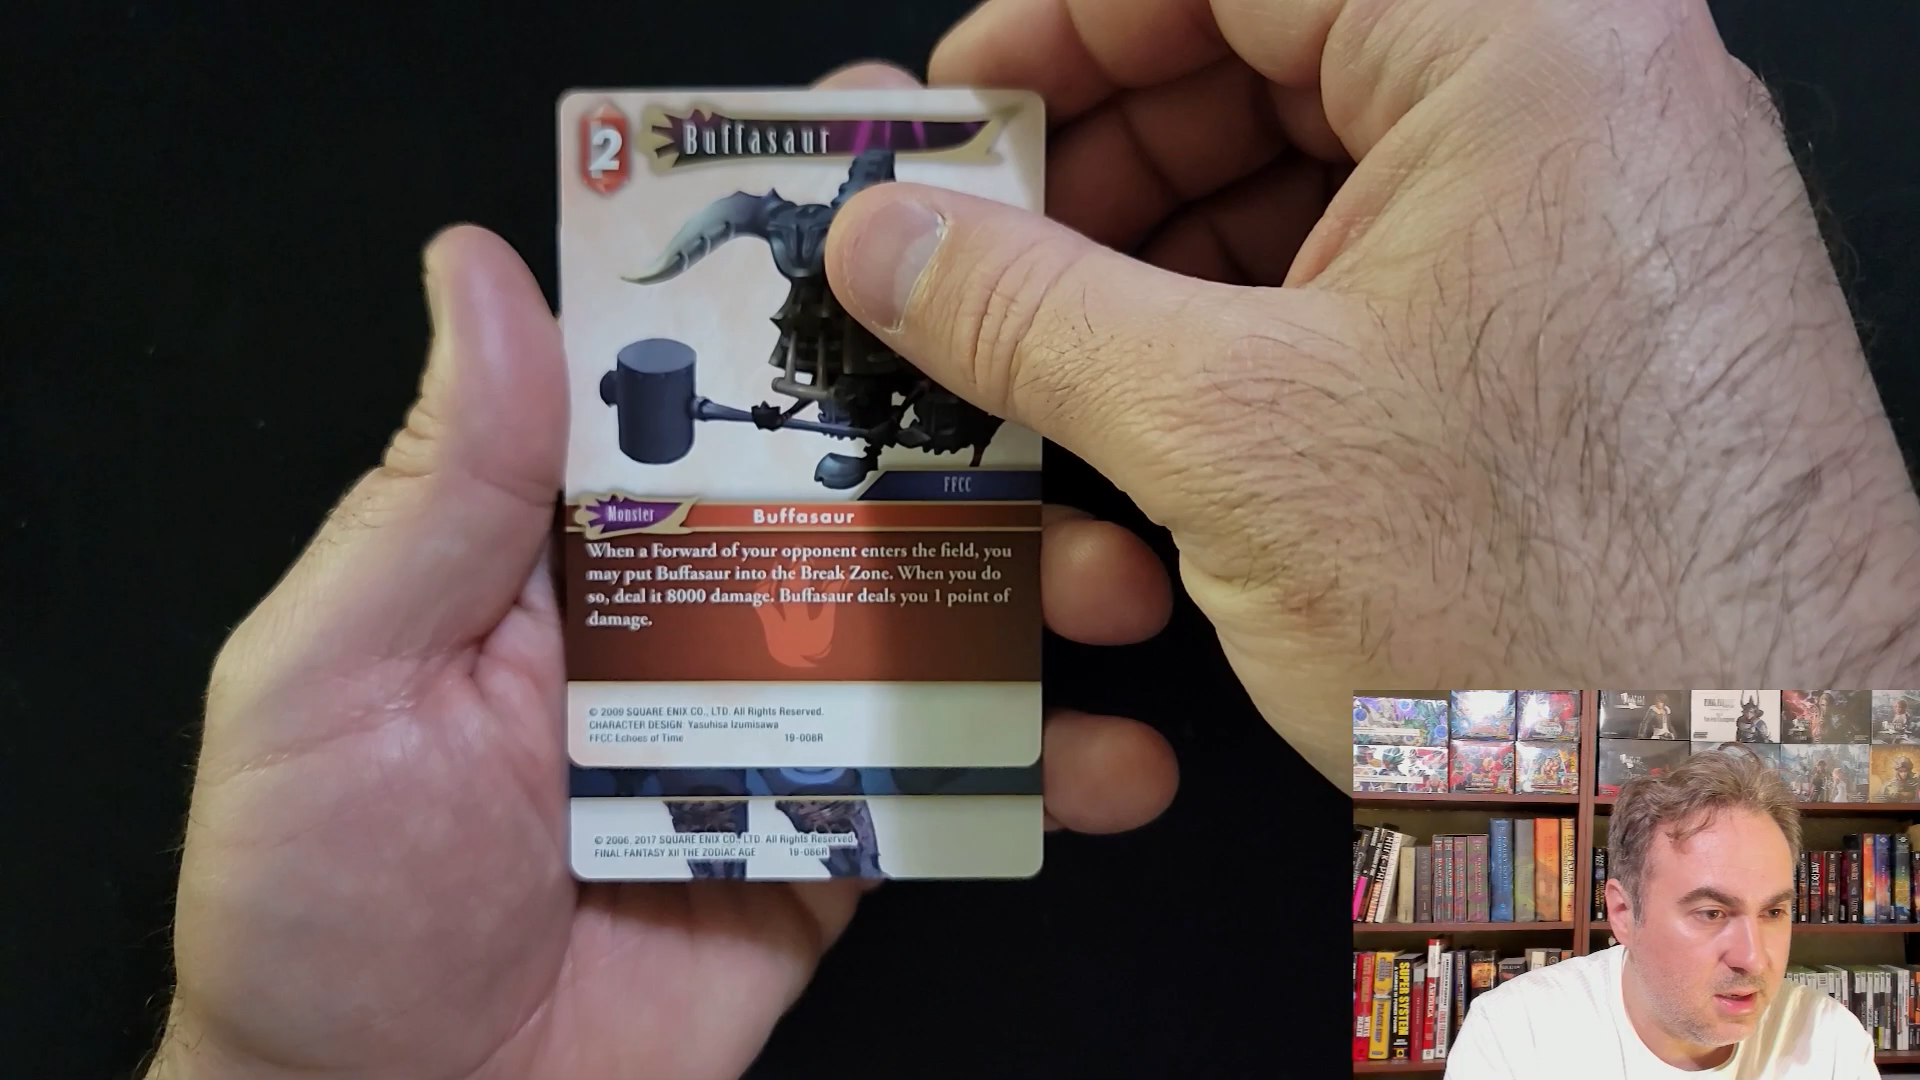 2
Buffasaur
FFCC
Monster
Buffasaur
When a Forward of your opponent enters the field, you
may put Buffasaur into the Break Zone. When you do
so, deal it 8000 damage. Buffasaur deals you 1 point of
damage.
© 2009 SQUARE ENIX CO., LTD. All Rights Reserved.
CHARACTER DESIGN: Yasuhisa Izumisawa
FFCC Echoes of Time 19-008R
© 2006, 2017 SQUARE ENIX CO., LTD. All Rights Reserved.
FINAL FANTASY XII THE ZODIAC AGE 19-086R
SUPER SYSTEM